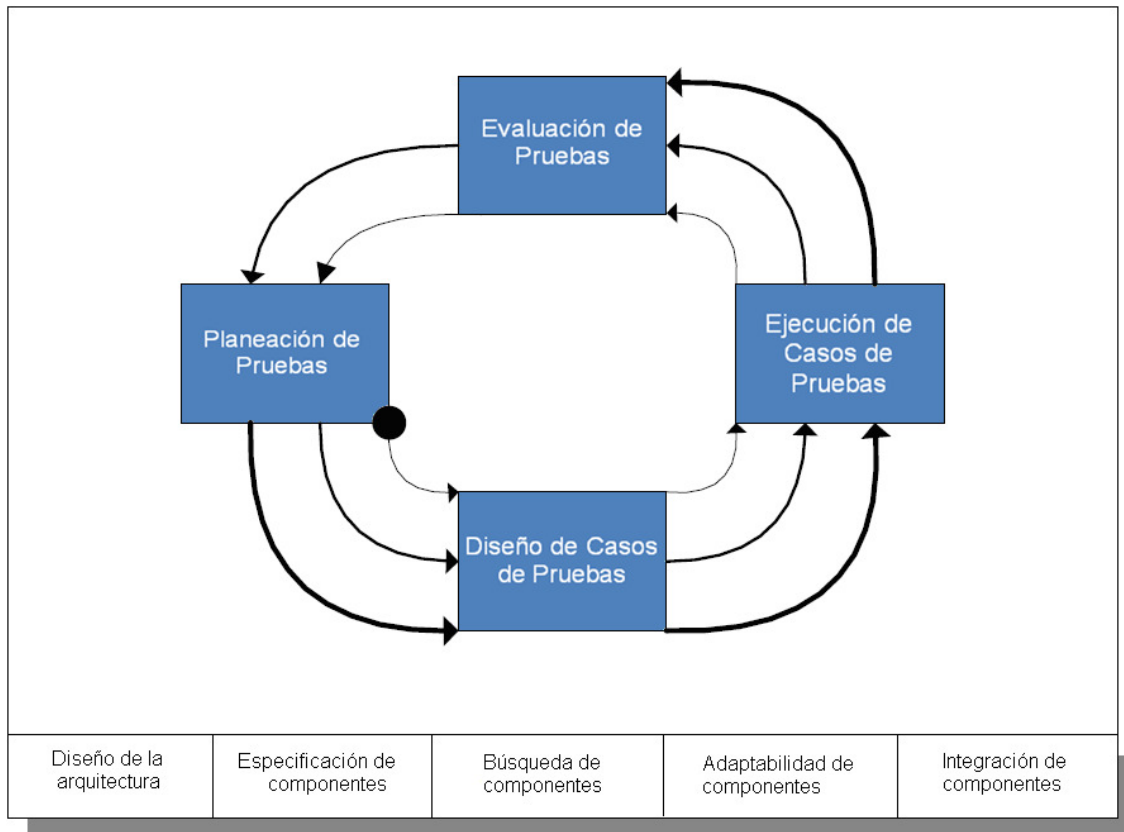 Evaluación de
Pruebas
Planeación de
Pruebas
Ejecución de
Casos de
Pruebas
Diseño de Casos
de Pruebas
Diseño de la
arquitectura
Especificación de
componentes
Búsqueda de
componentes
Adaptabilidad de
componentes
Integración de
componentes